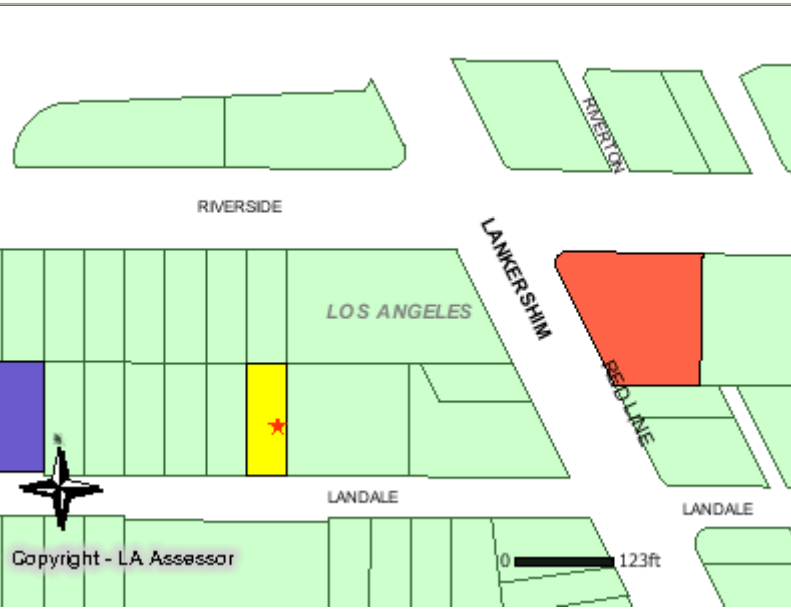 RIVERTON
RIVERSIDE
LANKERSHIM
LOS ANGELES
RED LINE
LANDALE
LANDALE
N
Copyright - LA Assessor
0 123ft